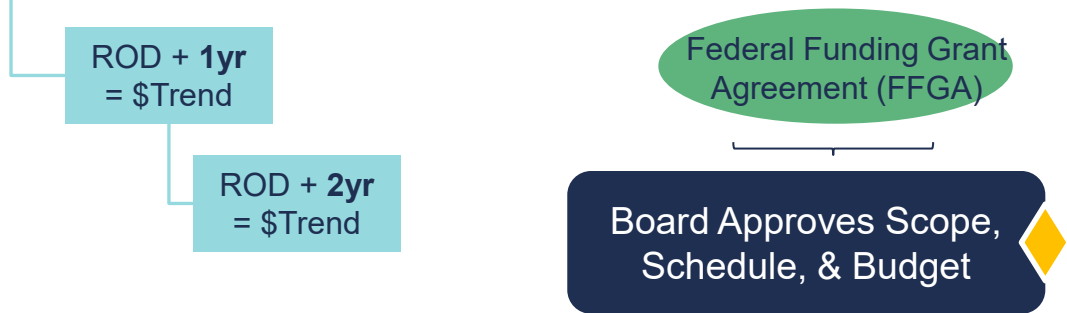 ROD + 1yr
= $Trend
ROD + 2yr
= $Trend
Federal Funding Grant
Agreement (FFGA)
Board Approves Scope,
Schedule, & Budget